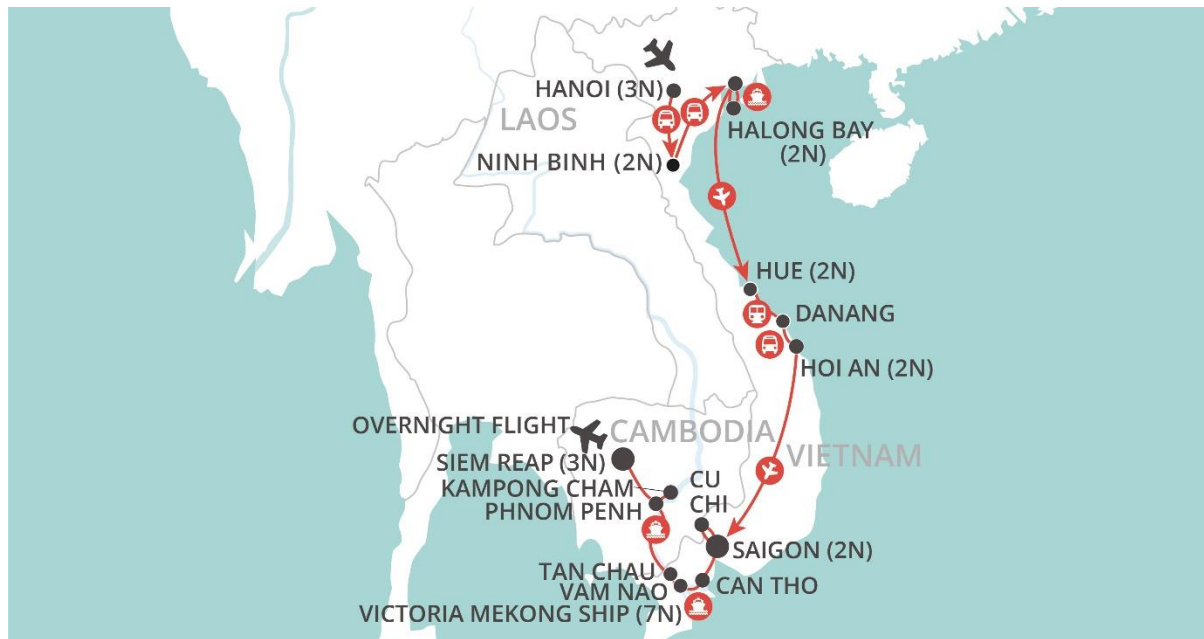 HANOI (3N)
LAOS
HALONG BAY
(2N)
NINH BINH (2N)
HUE (2N)
DANANG
HOI AN (2N)
OVERNIGHT FLIGHT
CAMBODIA
VIETNAM
SIEM REAP (3N)
KAMPONG CHAM
PHNOM PENH
CU
CHI
SAIGON (2N)
TAN CHAU
VAM NAO
CAN THO
VICTORIA MEKONG SHIP (7N)